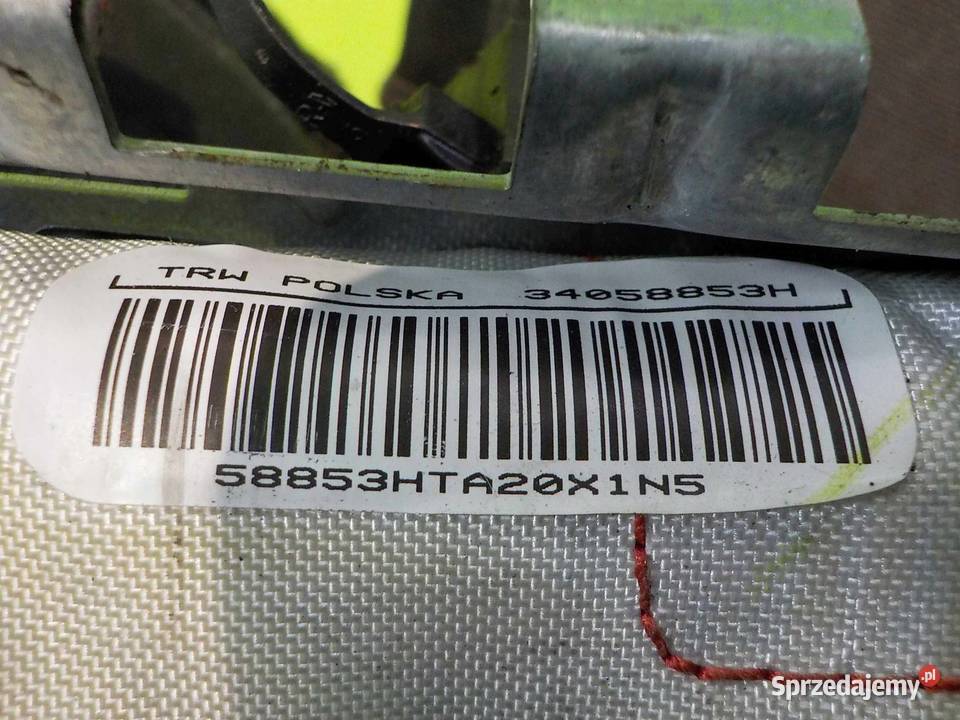 TRW POLSKA 34058853H
58853HTA20X1N5
Sprzedajemy.pl